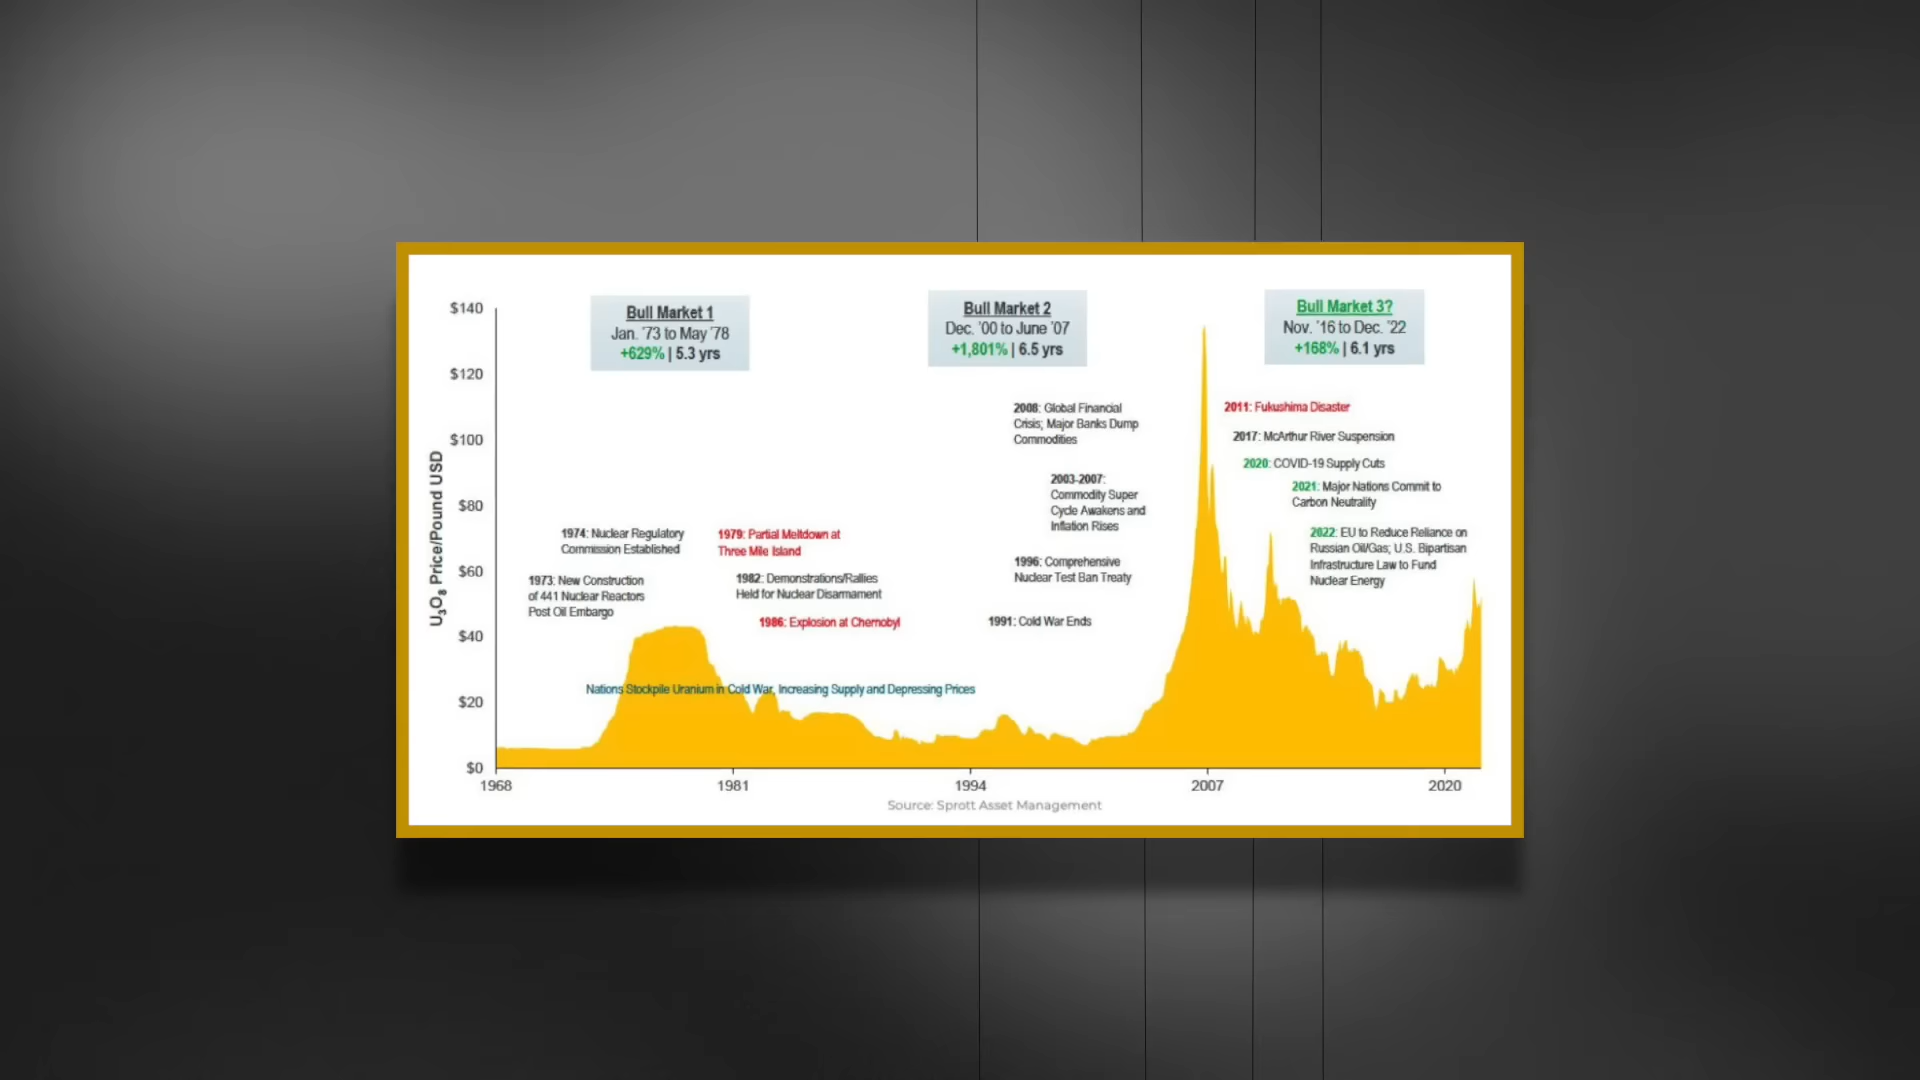 Bull Market 1
Jan. '73 to May '78
+629% | 5.3 yrs
Bull Market 2
Dec. '00 to June '07
+1,801% | 6.5 yrs
Bull Market 3?
Nov. '16 to Dec. '22
+168% | 6.1 yrs
U3O8 Price/Pound USD
$140
$120
$100
$80
$60
$40
$20
$0
1973: New Construction
of 441 Nuclear Reactors
Post Oil Embargo
1974: Nuclear Regulatory
Commission Established
1979: Partial Meltdown at
Three Mile Island
1982: Demonstrations/Rallies
Held for Nuclear Disarmament
1986: Explosion at Chernobyl
Nations Stockpile Uranium in Cold War, Increasing Supply and Depressing Prices
2008: Global Financial
Crisis; Major Banks Dump
Commodities
2003-2007:
Commodity Super
Cycle Awakens and
Inflation Rises
1996: Comprehensive
Nuclear Test Ban Treaty
1991: Cold War Ends
2011: Fukushima Disaster
2017: McArthur River Suspension
2020: COVID-19 Supply Cuts
2021: Major Nations Commit to
Carbon Neutrality
2022: EU to Reduce Reliance on
Russian Oil/Gas; U.S. Bipartisan
Infrastructure Law to Fund
Nuclear Energy
1968
1981
1994
2007
2020
Source: Sprott Asset Management